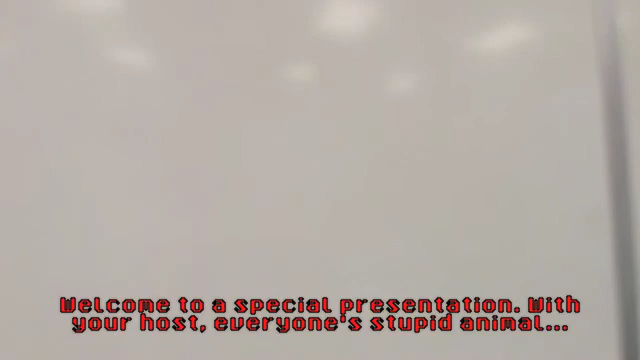 Welcome to a special presentation. With
your host, everyone's stupid animal...